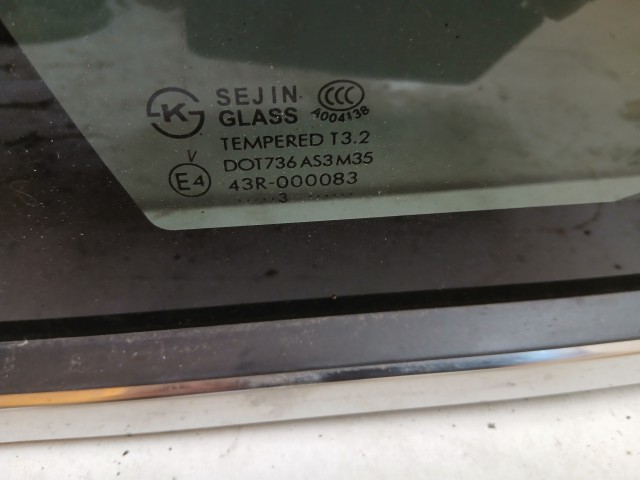 SEJIN
GLASS
CCC
A004138
TEMPERED T3.2
DOT736 AS3 M35
V
E4
43R-000083
......3.......